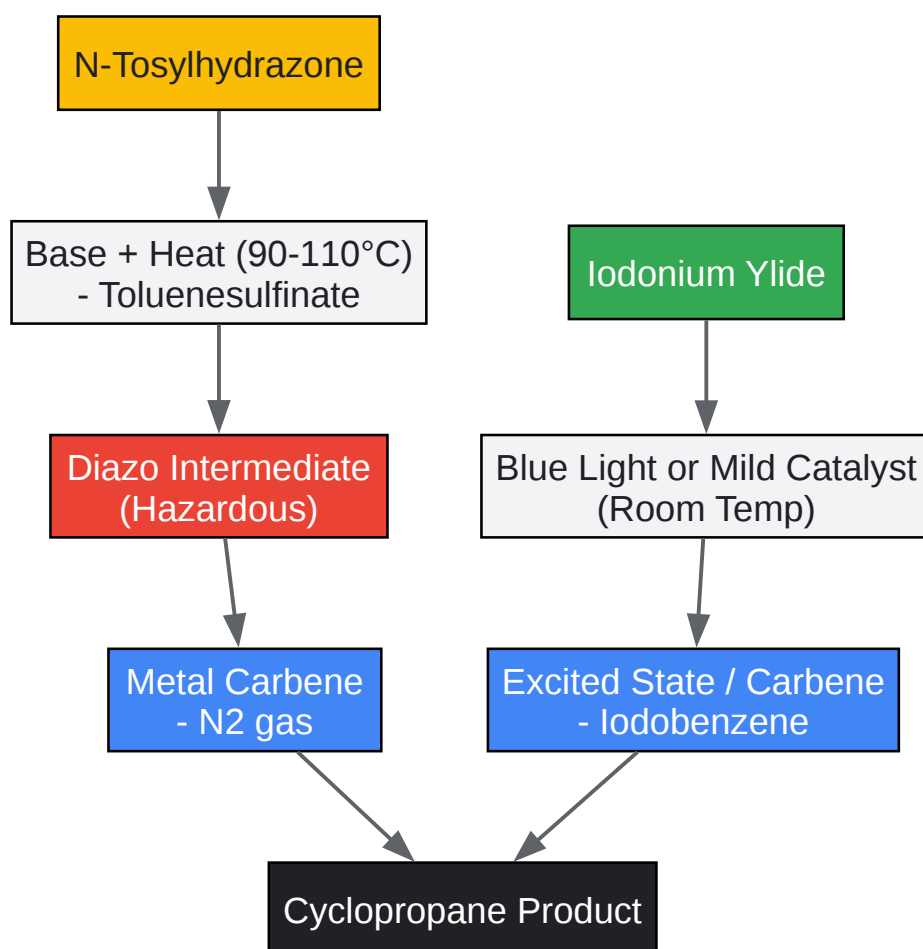 N-Tosylhydrazone
Base + Heat (90-110°C)
- Toluenesulfinate
Iodonium Ylide
Diazo Intermediate
(Hazardous)
Blue Light or Mild Catalyst
(Room Temp)
Metal Carbene
- N2 gas
Excited State / Carbene
- Iodobenzene
Cyclopropane Product